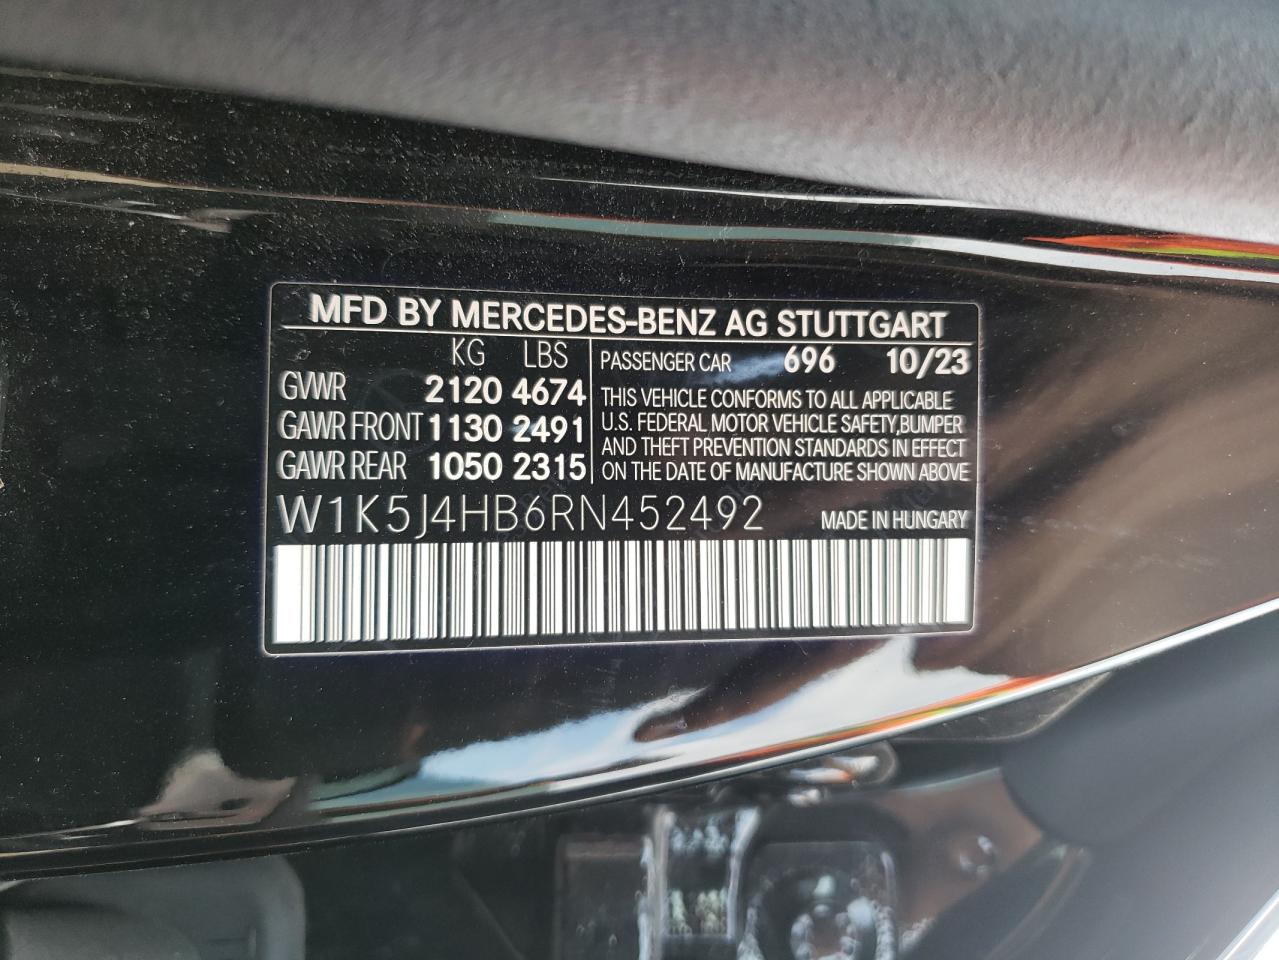 MFD BY MERCEDES-BENZ AG STUTTGART
KG LBS
GVWR 2120 4674
GAWR FRONT 1130 2491
GAWR REAR 1050 2315
PASSENGER CAR 696 10/23
THIS VEHICLE CONFORMS TO ALL APPLICABLE
U.S. FEDERAL MOTOR VEHICLE SAFETY,BUMPER
AND THEFT PREVENTION STANDARDS IN EFFECT
ON THE DATE OF MANUFACTURE SHOWN ABOVE
W1K5J4HB6RN452492
MADE IN HUNGARY